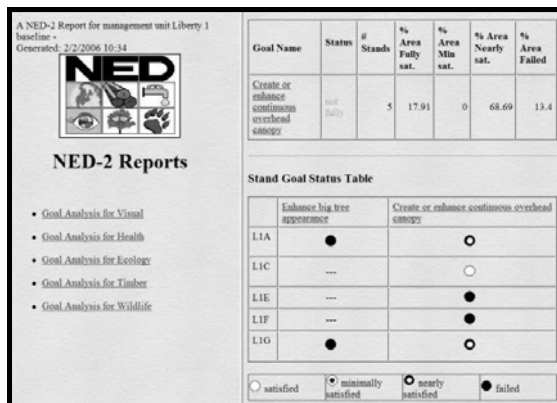 A NED-2 Report for management unit Liberty 1
baseline -
Generated: 2/2/2006 10:34
NED
NED-2 Reports
Goal Analysis for Visual
Goal Analysis for Health
Goal Analysis for Ecology
Goal Analysis for Timber
Goal Analysis for Wildlife
Goal Name
Status
#
Stands
%
Area
Fully
sat.
%
Area
Min
sat.
% Area
Nearly
sat.
%
Area
Failed
Create or
enhance
continuous
overhead
canopy
not
fully
5
17.91
0
68.69
13.4
Stand Goal Status Table
Enhance big tree
appearance
Create or enhance continuous overhead
canopy
L1A
L1C
---
L1E
---
L1F
---
L1G
satisfied
minimally
satisfied
nearly
satisfied
failed